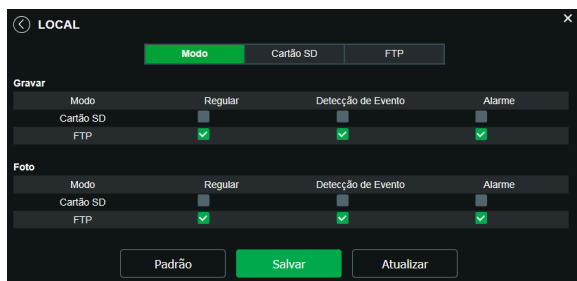 LOCAL
Modo Cartão SD FTP
Gravar
Modo Regular Detecção de Evento Alarme
Cartão SD
FTP
Foto
Modo Regular Detecção de Evento Alarme
Cartão SD
FTP
Padrão Salvar Atualizar